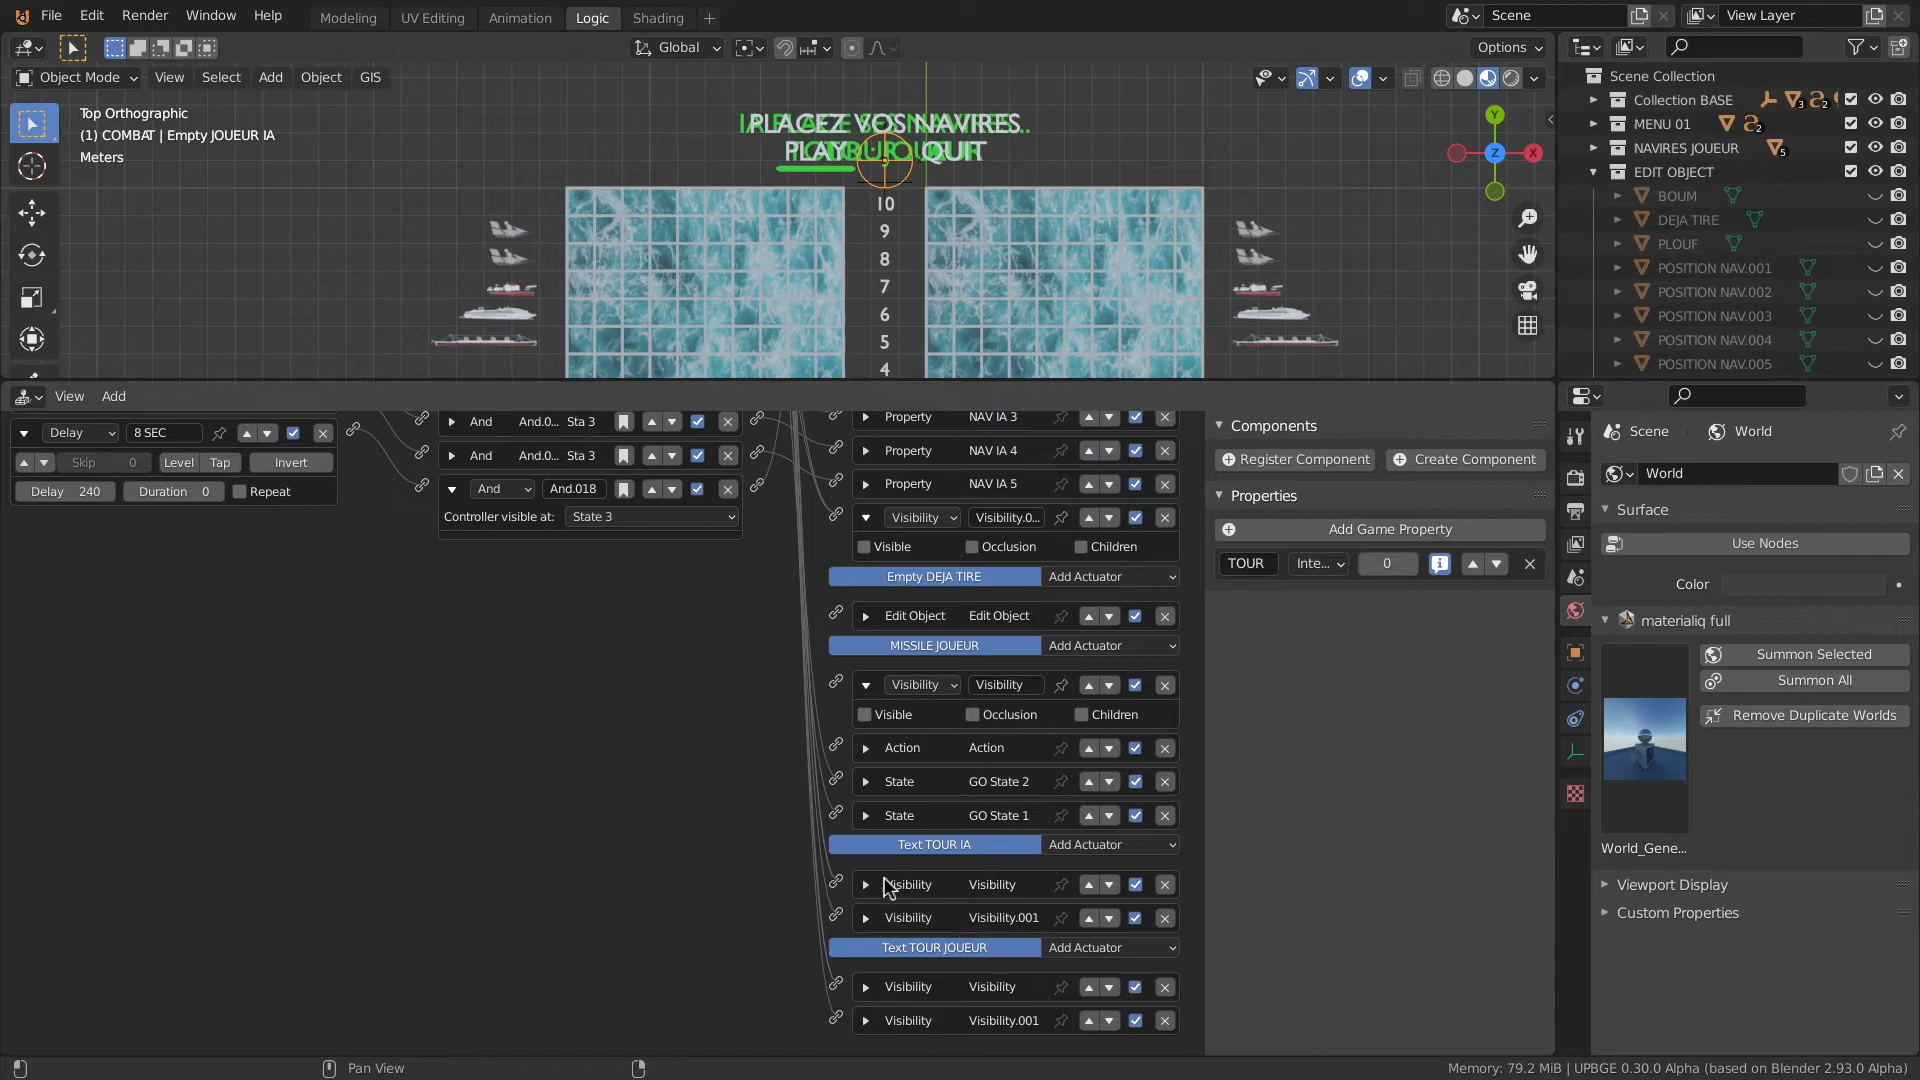 File Edit Render Window Help Modeling UV Editing Animation Logic Shading Scene View Layer
Global Options
Object Mode View Select Add Object GIS
Top Orthographic
(1) COMBAT | Empty JOUEUR IA
Meters
PLACEZ VOS NAVIRES
PLAY QUIT
10
9
8
7
6
5
4
Y
Z
X
Scene Collection
Collection BASE 3 2
MENU 01 2
NAVIRES JOUEUR 5
EDIT OBJECT
BOUM
DEJA TIRE
PLOUF
POSITION NAV.001
POSITION NAV.002
POSITION NAV.003
POSITION NAV.004
POSITION NAV.005
View Add
Delay 8 SEC
Skip 0 Level Tap Invert
Delay 240 Duration 0 Repeat
And And.0... Sta 3
And And.0... Sta 3
And And.018
Controller visible at: State 3
Property NAV IA 3
Property NAV IA 4
Property NAV IA 5
Visibility Visibility.0...
Visible Occlusion Children
Empty DEJA TIRE Add Actuator
Edit Object Edit Object
MISSILE JOUEUR Add Actuator
Visibility Visibility
Visible Occlusion Children
Action Action
State GO State 2
State GO State 1
Text TOUR IA Add Actuator
Visibility Visibility
Visibility Visibility.001
Text TOUR JOUEUR Add Actuator
Visibility Visibility
Visibility Visibility.001
Components
Register Component Create Component
Properties
Add Game Property
TOUR Inte... 0
Scene World
World
Surface
Use Nodes
Color
materialiq full
Summon Selected
Summon All
Remove Duplicate Worlds
World_Gene...
Viewport Display
Custom Properties
Pan View
Memory: 79.2 MiB | UPBGE 0.30.0 Alpha (based on Blender 2.93.0 Alpha)